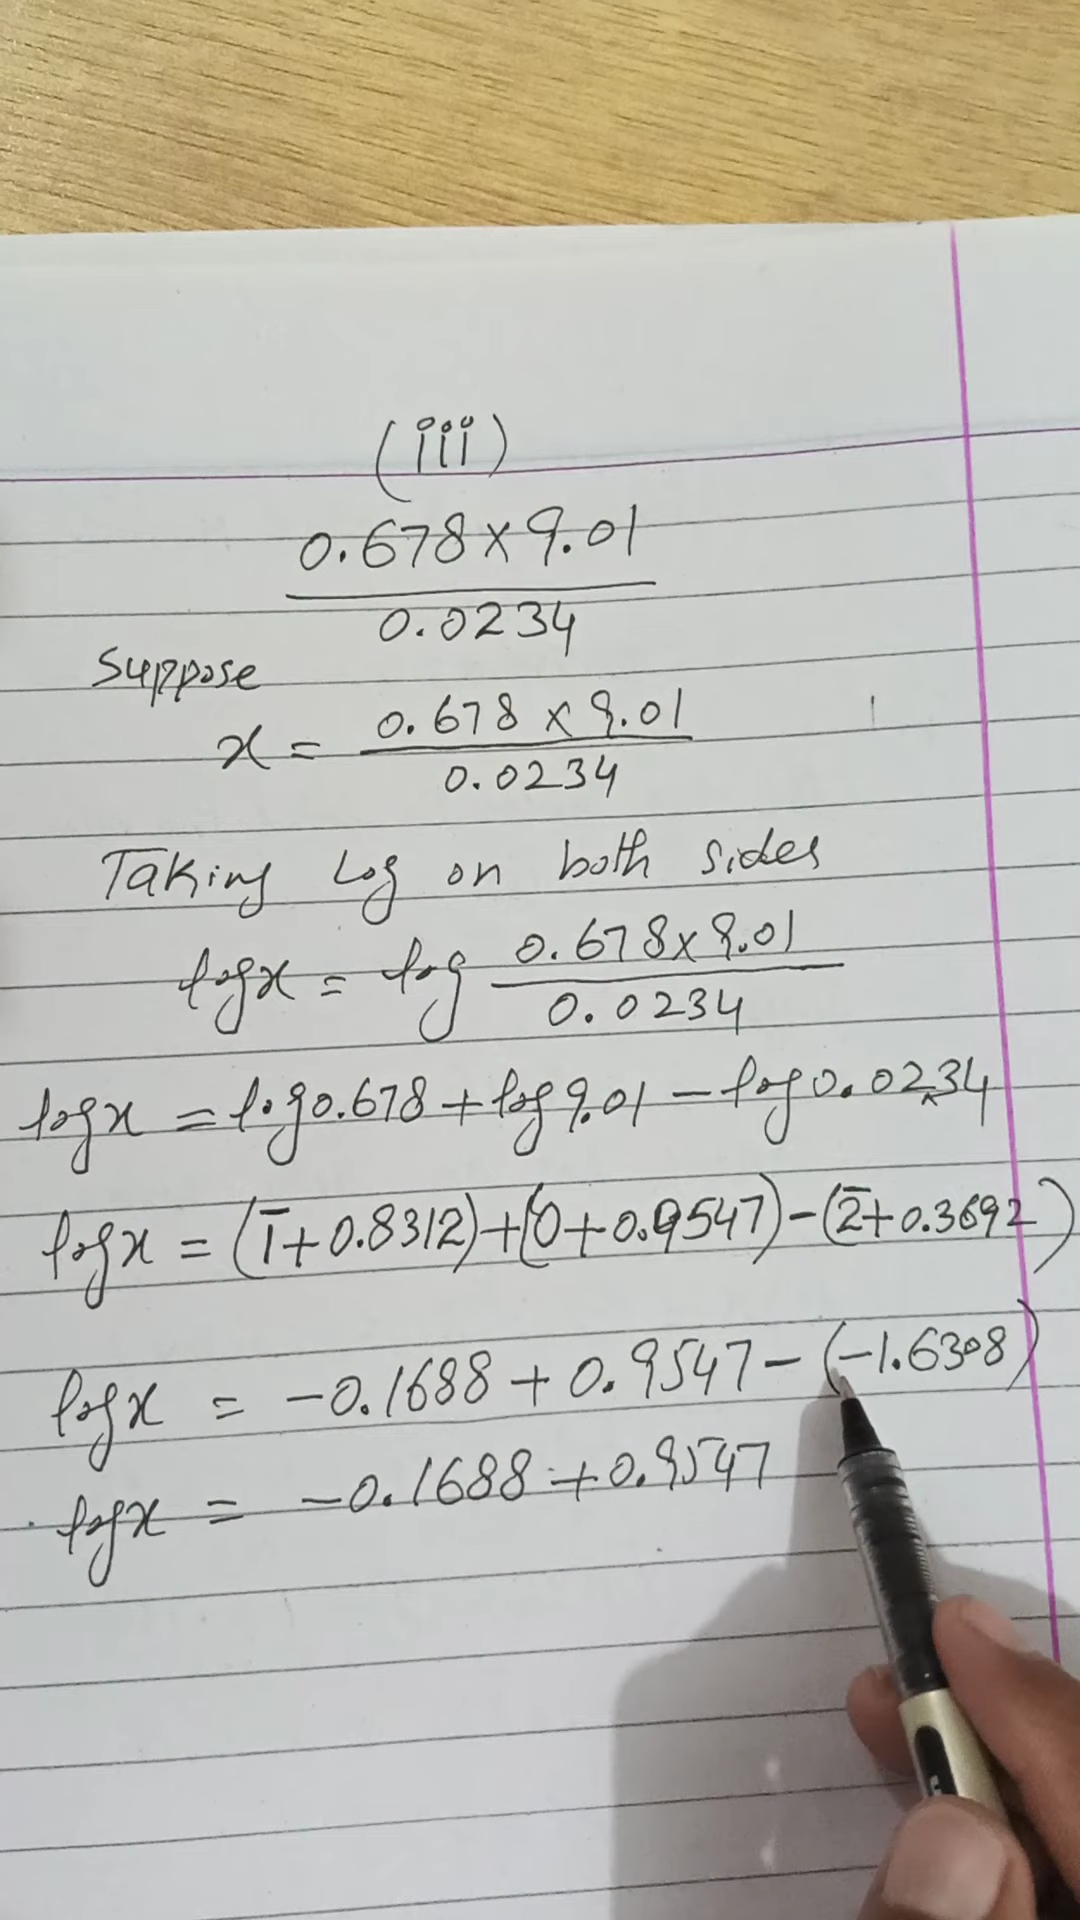 (iii)
0.678 x 9.01
0.0234
Suppose
x = 0.678 x 9.01
0.0234
Taking Log on both sides
log x = log 0.678 x 9.01
0.0234
log x = log 0.678 + log 9.01 - log 0.0234
log x = (1̅ + 0.8312) + (0 + 0.9547) - (2̅ + 0.3692)
log x = -0.1688 + 0.9547 - (-1.6308)
log x = -0.1688 + 0.9547